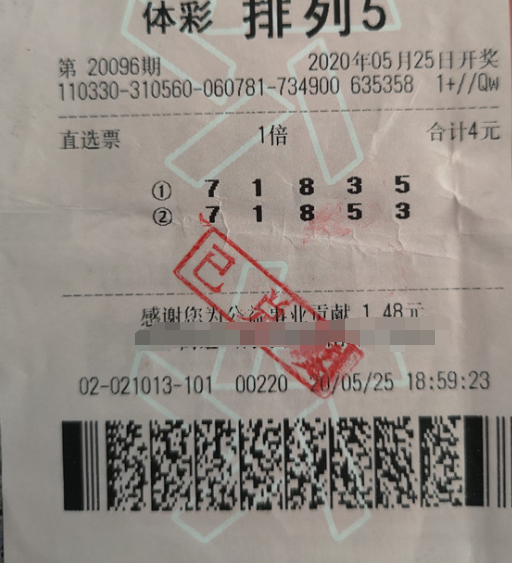 体彩 排列5
第 20096期 2020年05月25日开奖
110330-310560-060781-734900 635358 1+//Qw
直选票 1倍 合计4元
① 7 1 8 3 5
② 7 1 8 5 3
已
感谢您为公益事业贡献 1.48元
02-021013-101 00220 20/05/25 18:59:23